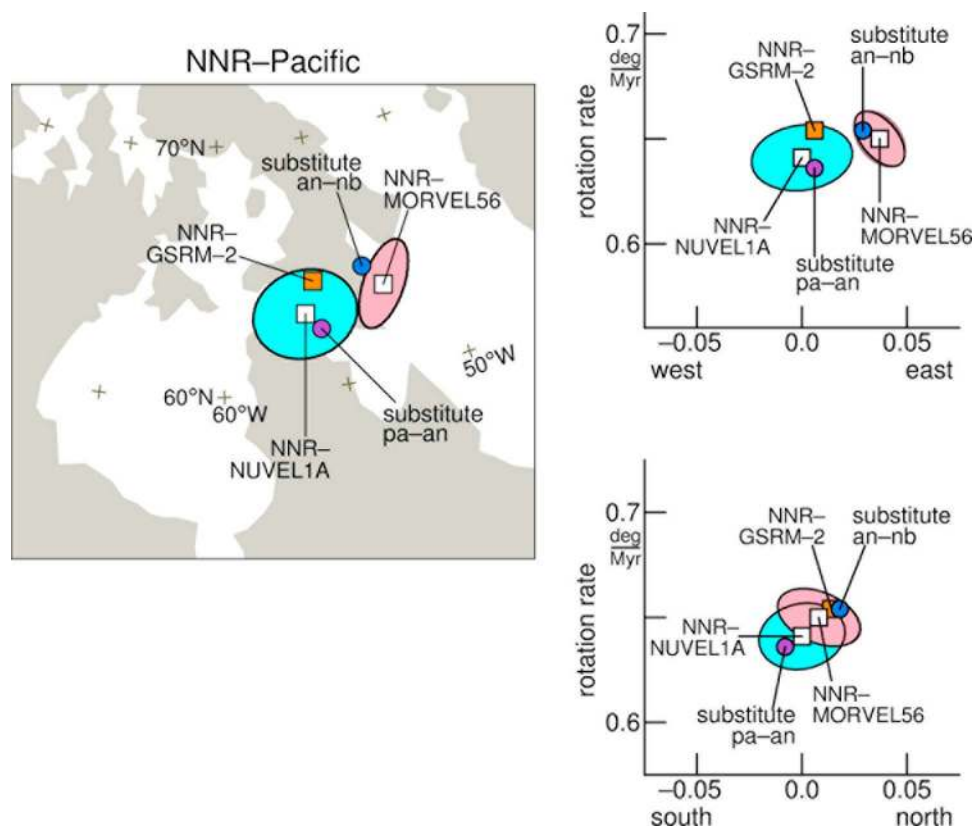 NNR–Pacific
70°N
substitute
an–nb
NNR–
MORVEL56
NNR–
GSRM–2
50°W
60°N
60°W
substitute
pa–an
NNR–
NUVEL1A
0.7
deg
Myr
rotation rate
0.6
NNR–
GSRM–2
substitute
an–nb
NNR–
NUVEL1A
substitute
pa–an
NNR–
MORVEL56
−0.05
0.0
0.05
west
east
0.7
deg
Myr
rotation rate
0.6
NNR–
GSRM–2
substitute
an–nb
NNR–
NUVEL1A
substitute
pa–an
NNR–
MORVEL56
−0.05
0.0
0.05
south
north